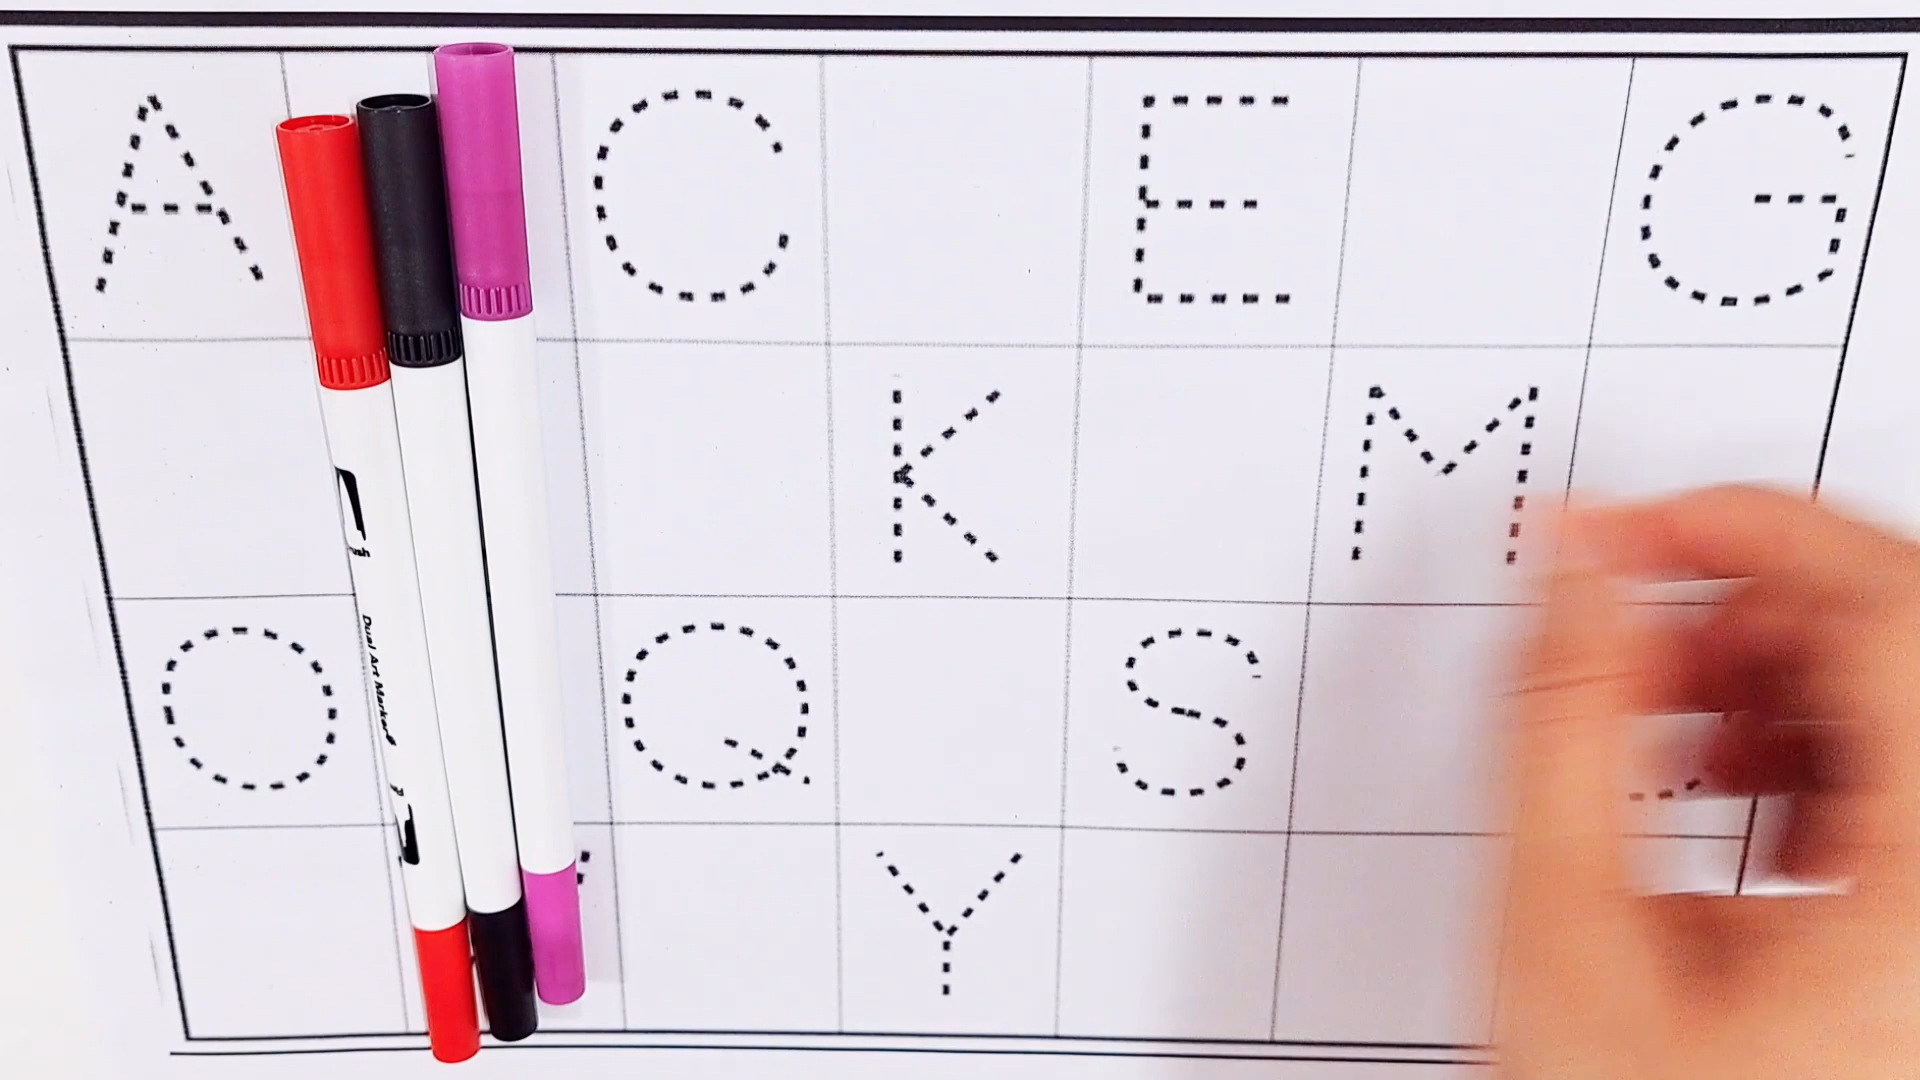 A C E G
K M
O Q S
Y
Dual Art Marker